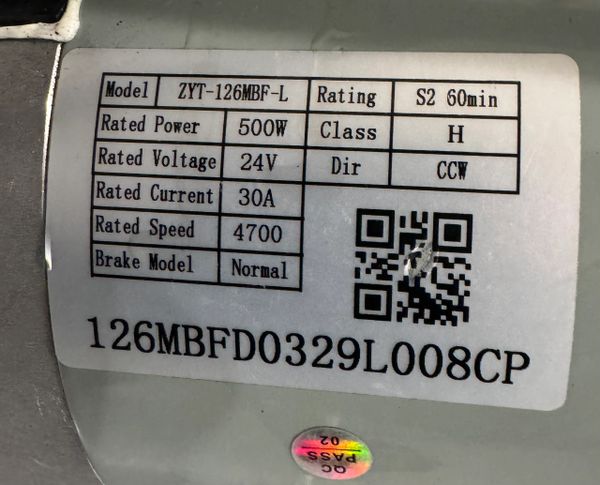 Model ZYT-126MBF-L Rating S2 60min
Rated Power 500W Class H
Rated Voltage 24V Dir CCW
Rated Current 30A
Rated Speed 4700
Brake Model Normal
126MBFD0329L008CP
QC
PASS
02